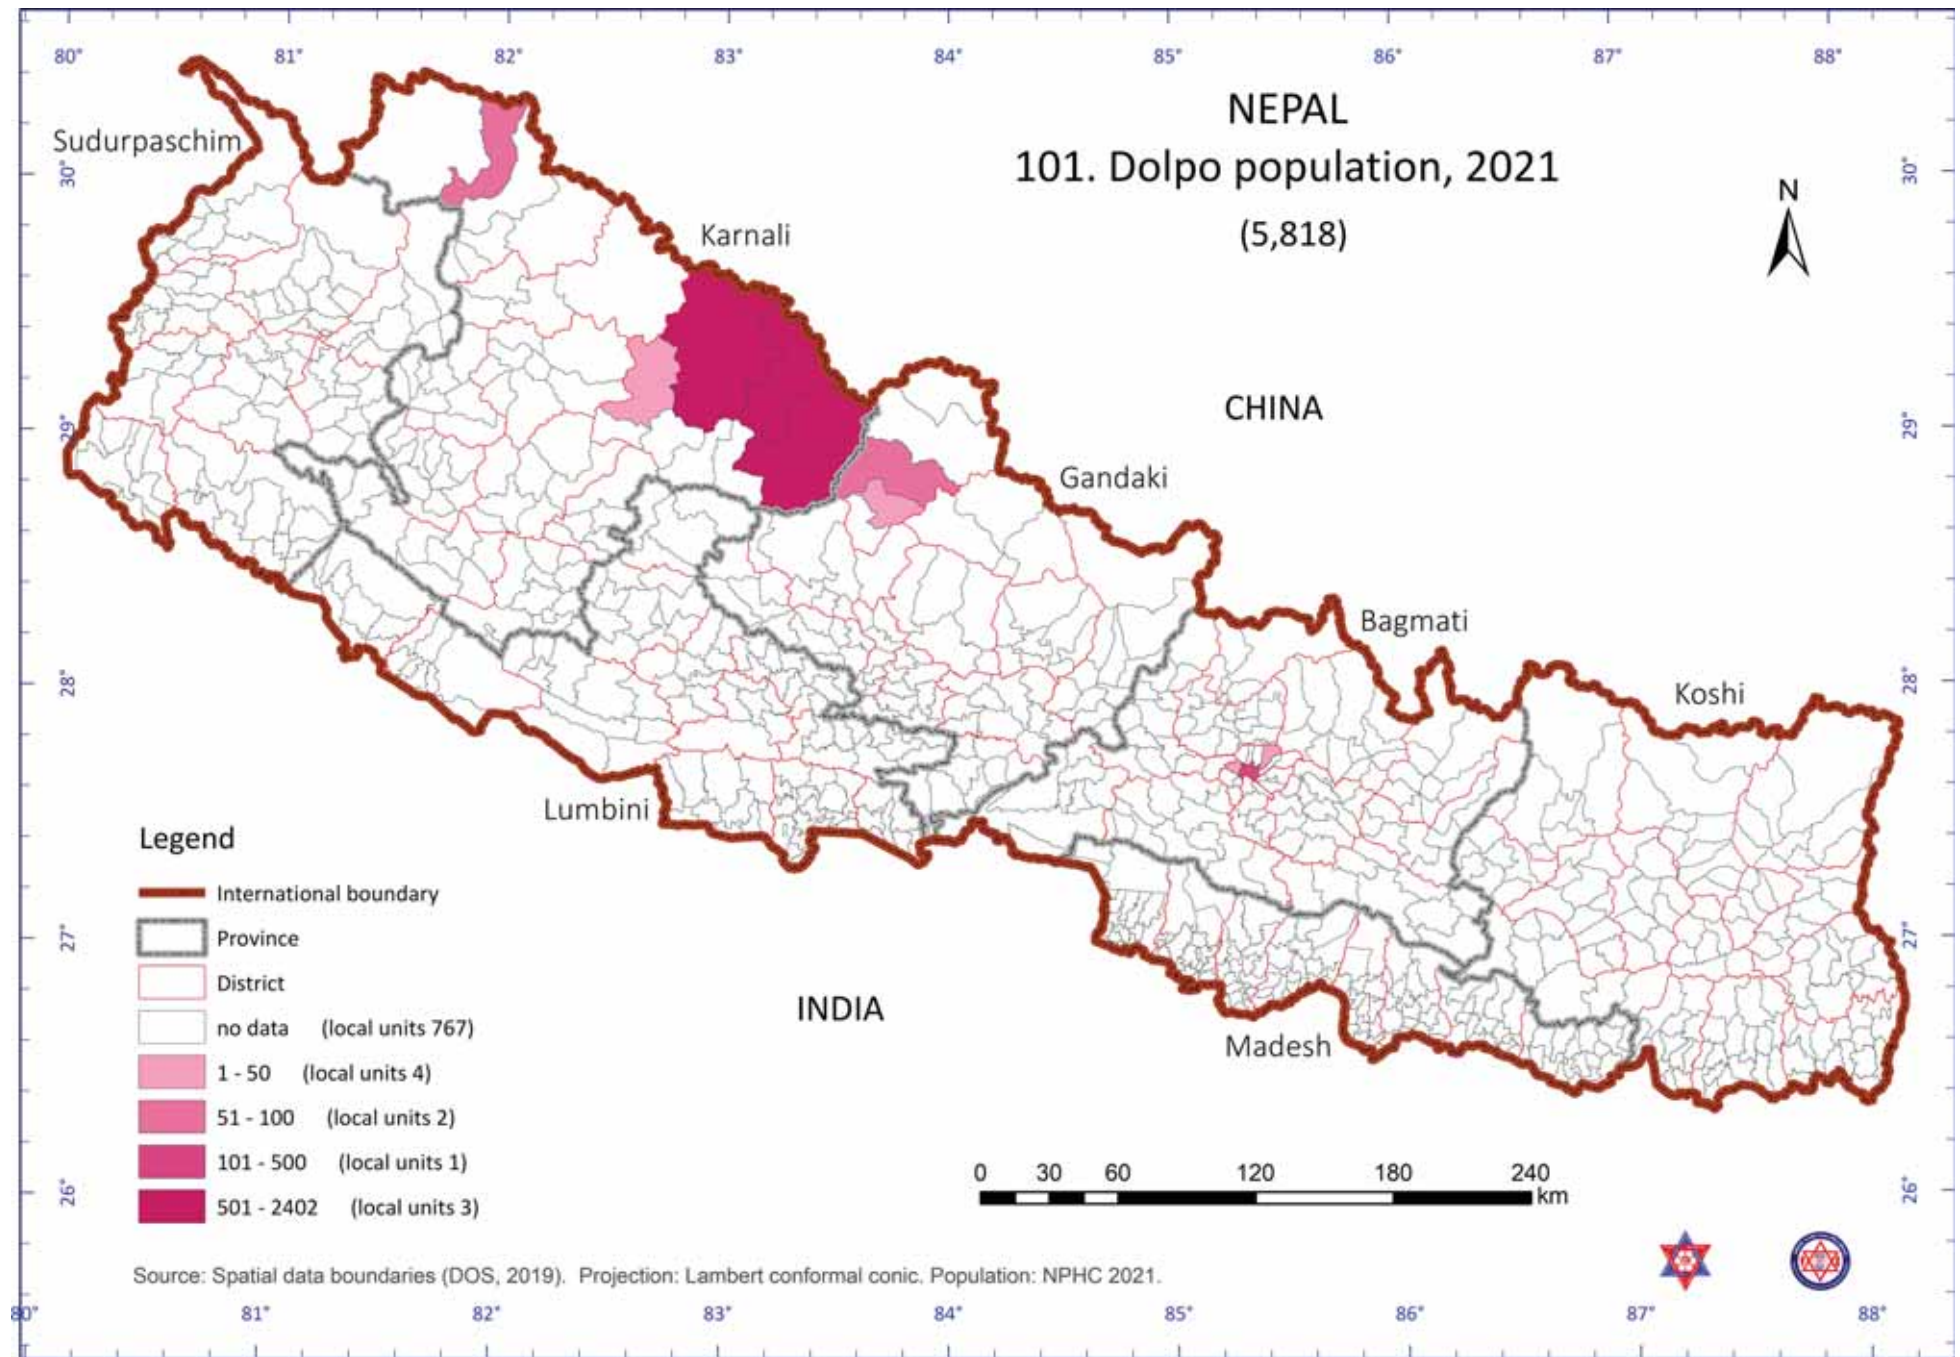 80° 81° 82° 83° 84° 85° 86° 87° 88°
NEPAL
101. Dolpo population, 2021
(5,818)
N
Sudurpaschim
30° 30°
Karnali
CHINA
29° 29°
Gandaki
Bagmati
28° 28°
Koshi
Lumbini
Legend
International boundary
Province
27° 27°
District
INDIA
no data (local units 767)
Madesh
1 - 50 (local units 4)
51 - 100 (local units 2)
101 - 500 (local units 1)
0 30 60 120 180 240
km
26° 26°
501 - 2402 (local units 3)
Source: Spatial data boundaries (DOS, 2019). Projection: Lambert conformal conic. Population: NPHC 2021.
80° 81° 82° 83° 84° 85° 86° 87° 88°